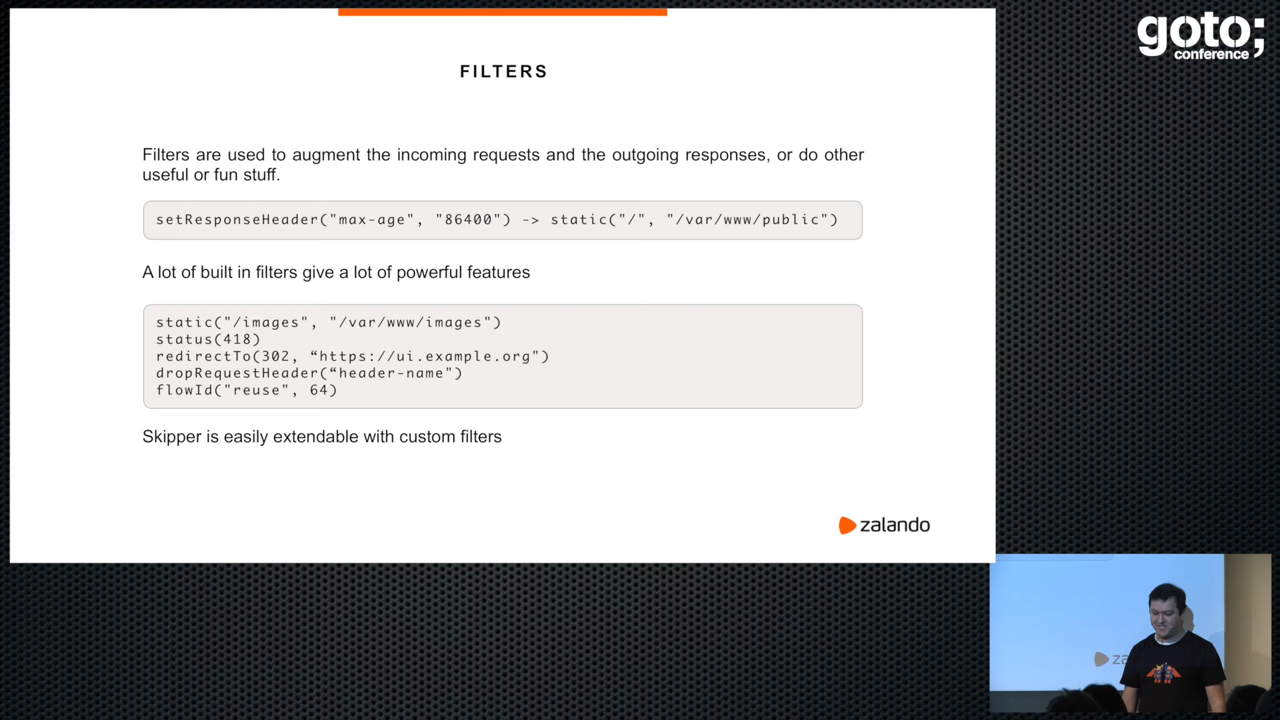 goto;
conference
FILTERS
Filters are used to augment the incoming requests and the outgoing responses, or do other
useful or fun stuff.
setResponseHeader("max-age", "86400") -> static("/", "/var/www/public")
A lot of built in filters give a lot of powerful features
static("/images", "/var/www/images")
status(418)
redirectTo(302, “https://ui.example.org")
dropRequestHeader(“header-name")
flowId("reuse", 64)
Skipper is easily extendable with custom filters
zalando
za